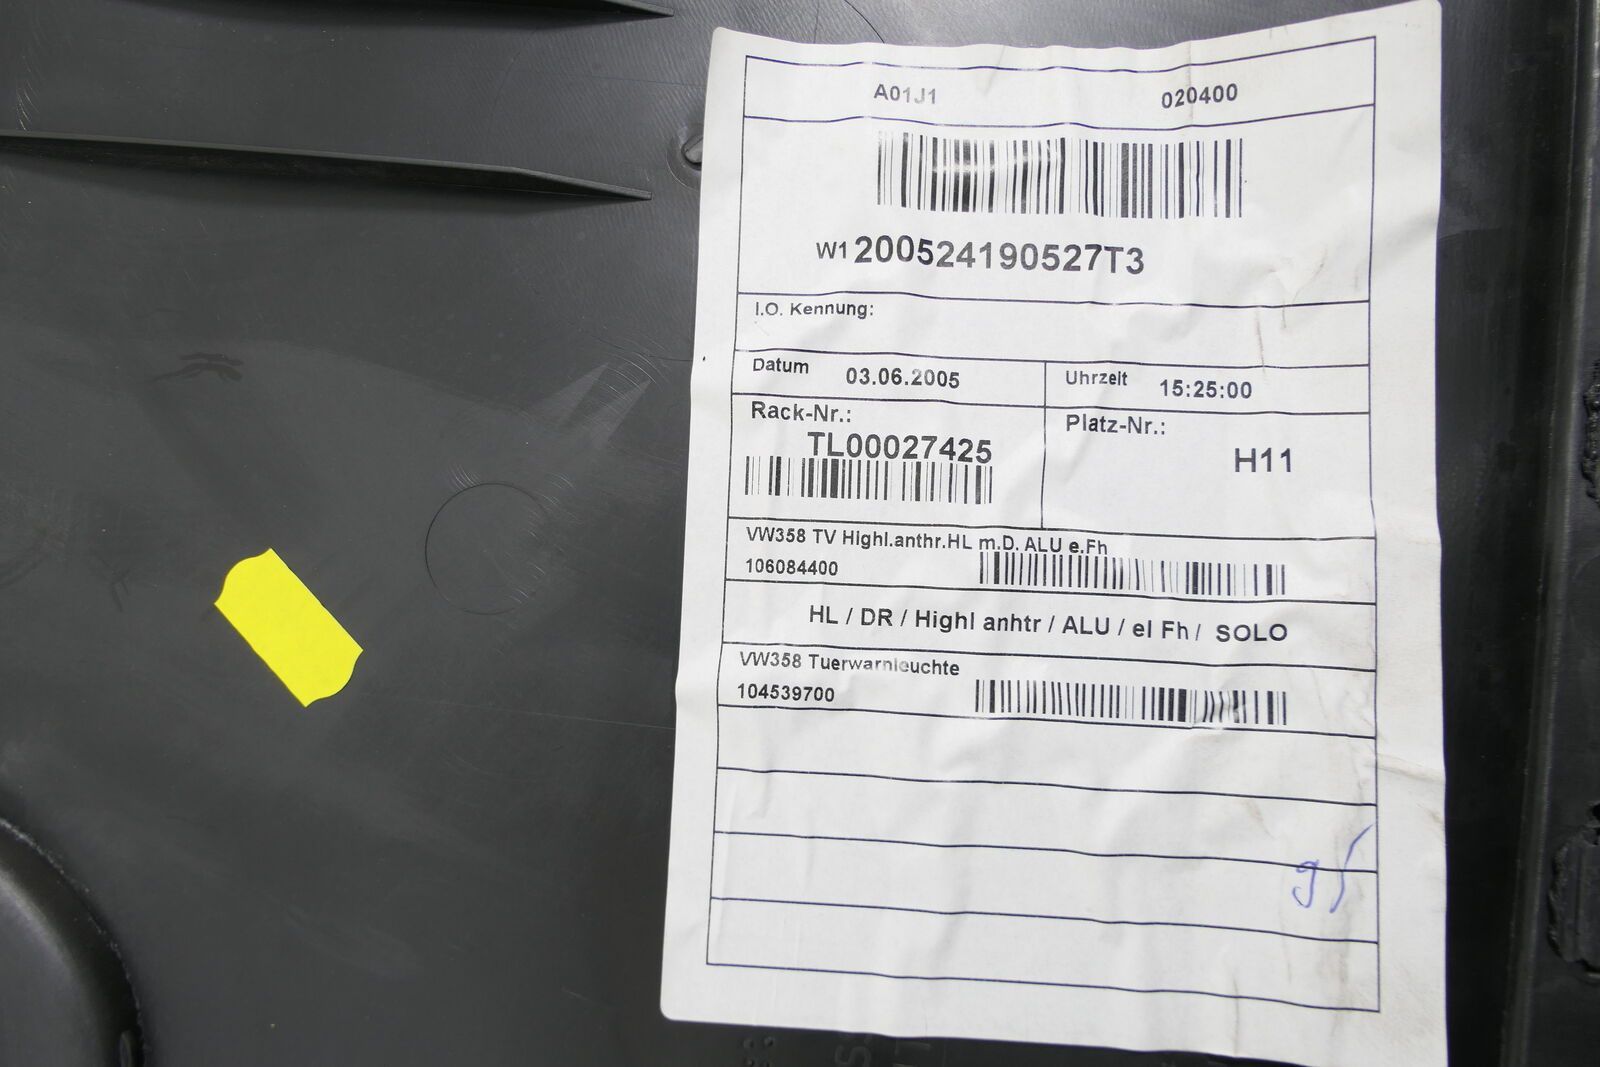 A01J1 020400
W1 200524190527T3
I.O. Kennung:
Datum 03.06.2005 Uhrzeit 15:25:00
Rack-Nr.: Platz-Nr.:
TL00027425 H11
VW358 TV Highl.anthr.HL m.D. ALU e.Fh
106084400
HL / DR / Highl anhtr / ALU / el Fh / SOLO
VW358 Tuerwarnleuchte
104539700